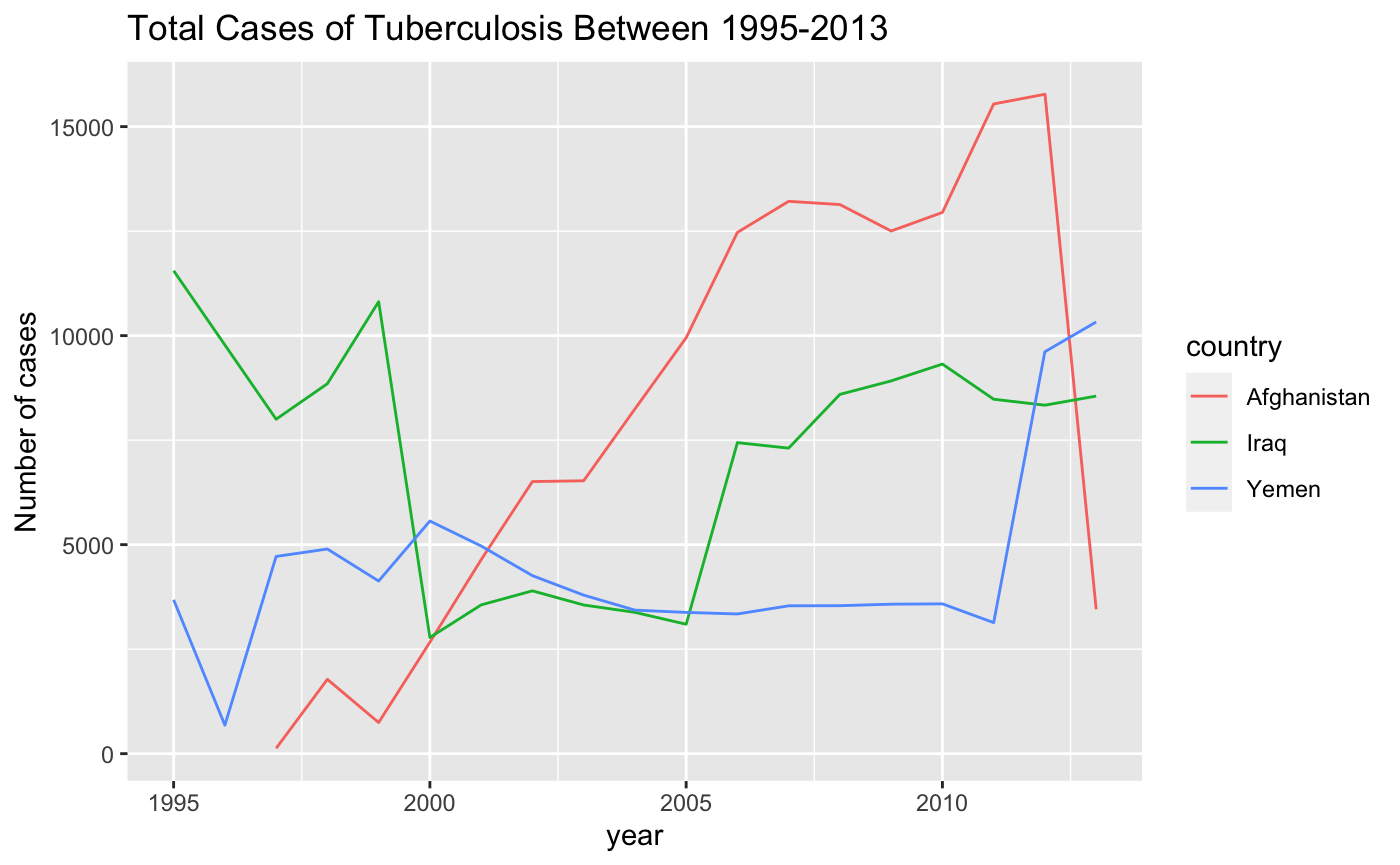 Total Cases of Tuberculosis Between 1995-2013
Number of cases
15000
10000
5000
0
1995 2000 2005 2010
year
country
Afghanistan
Iraq
Yemen